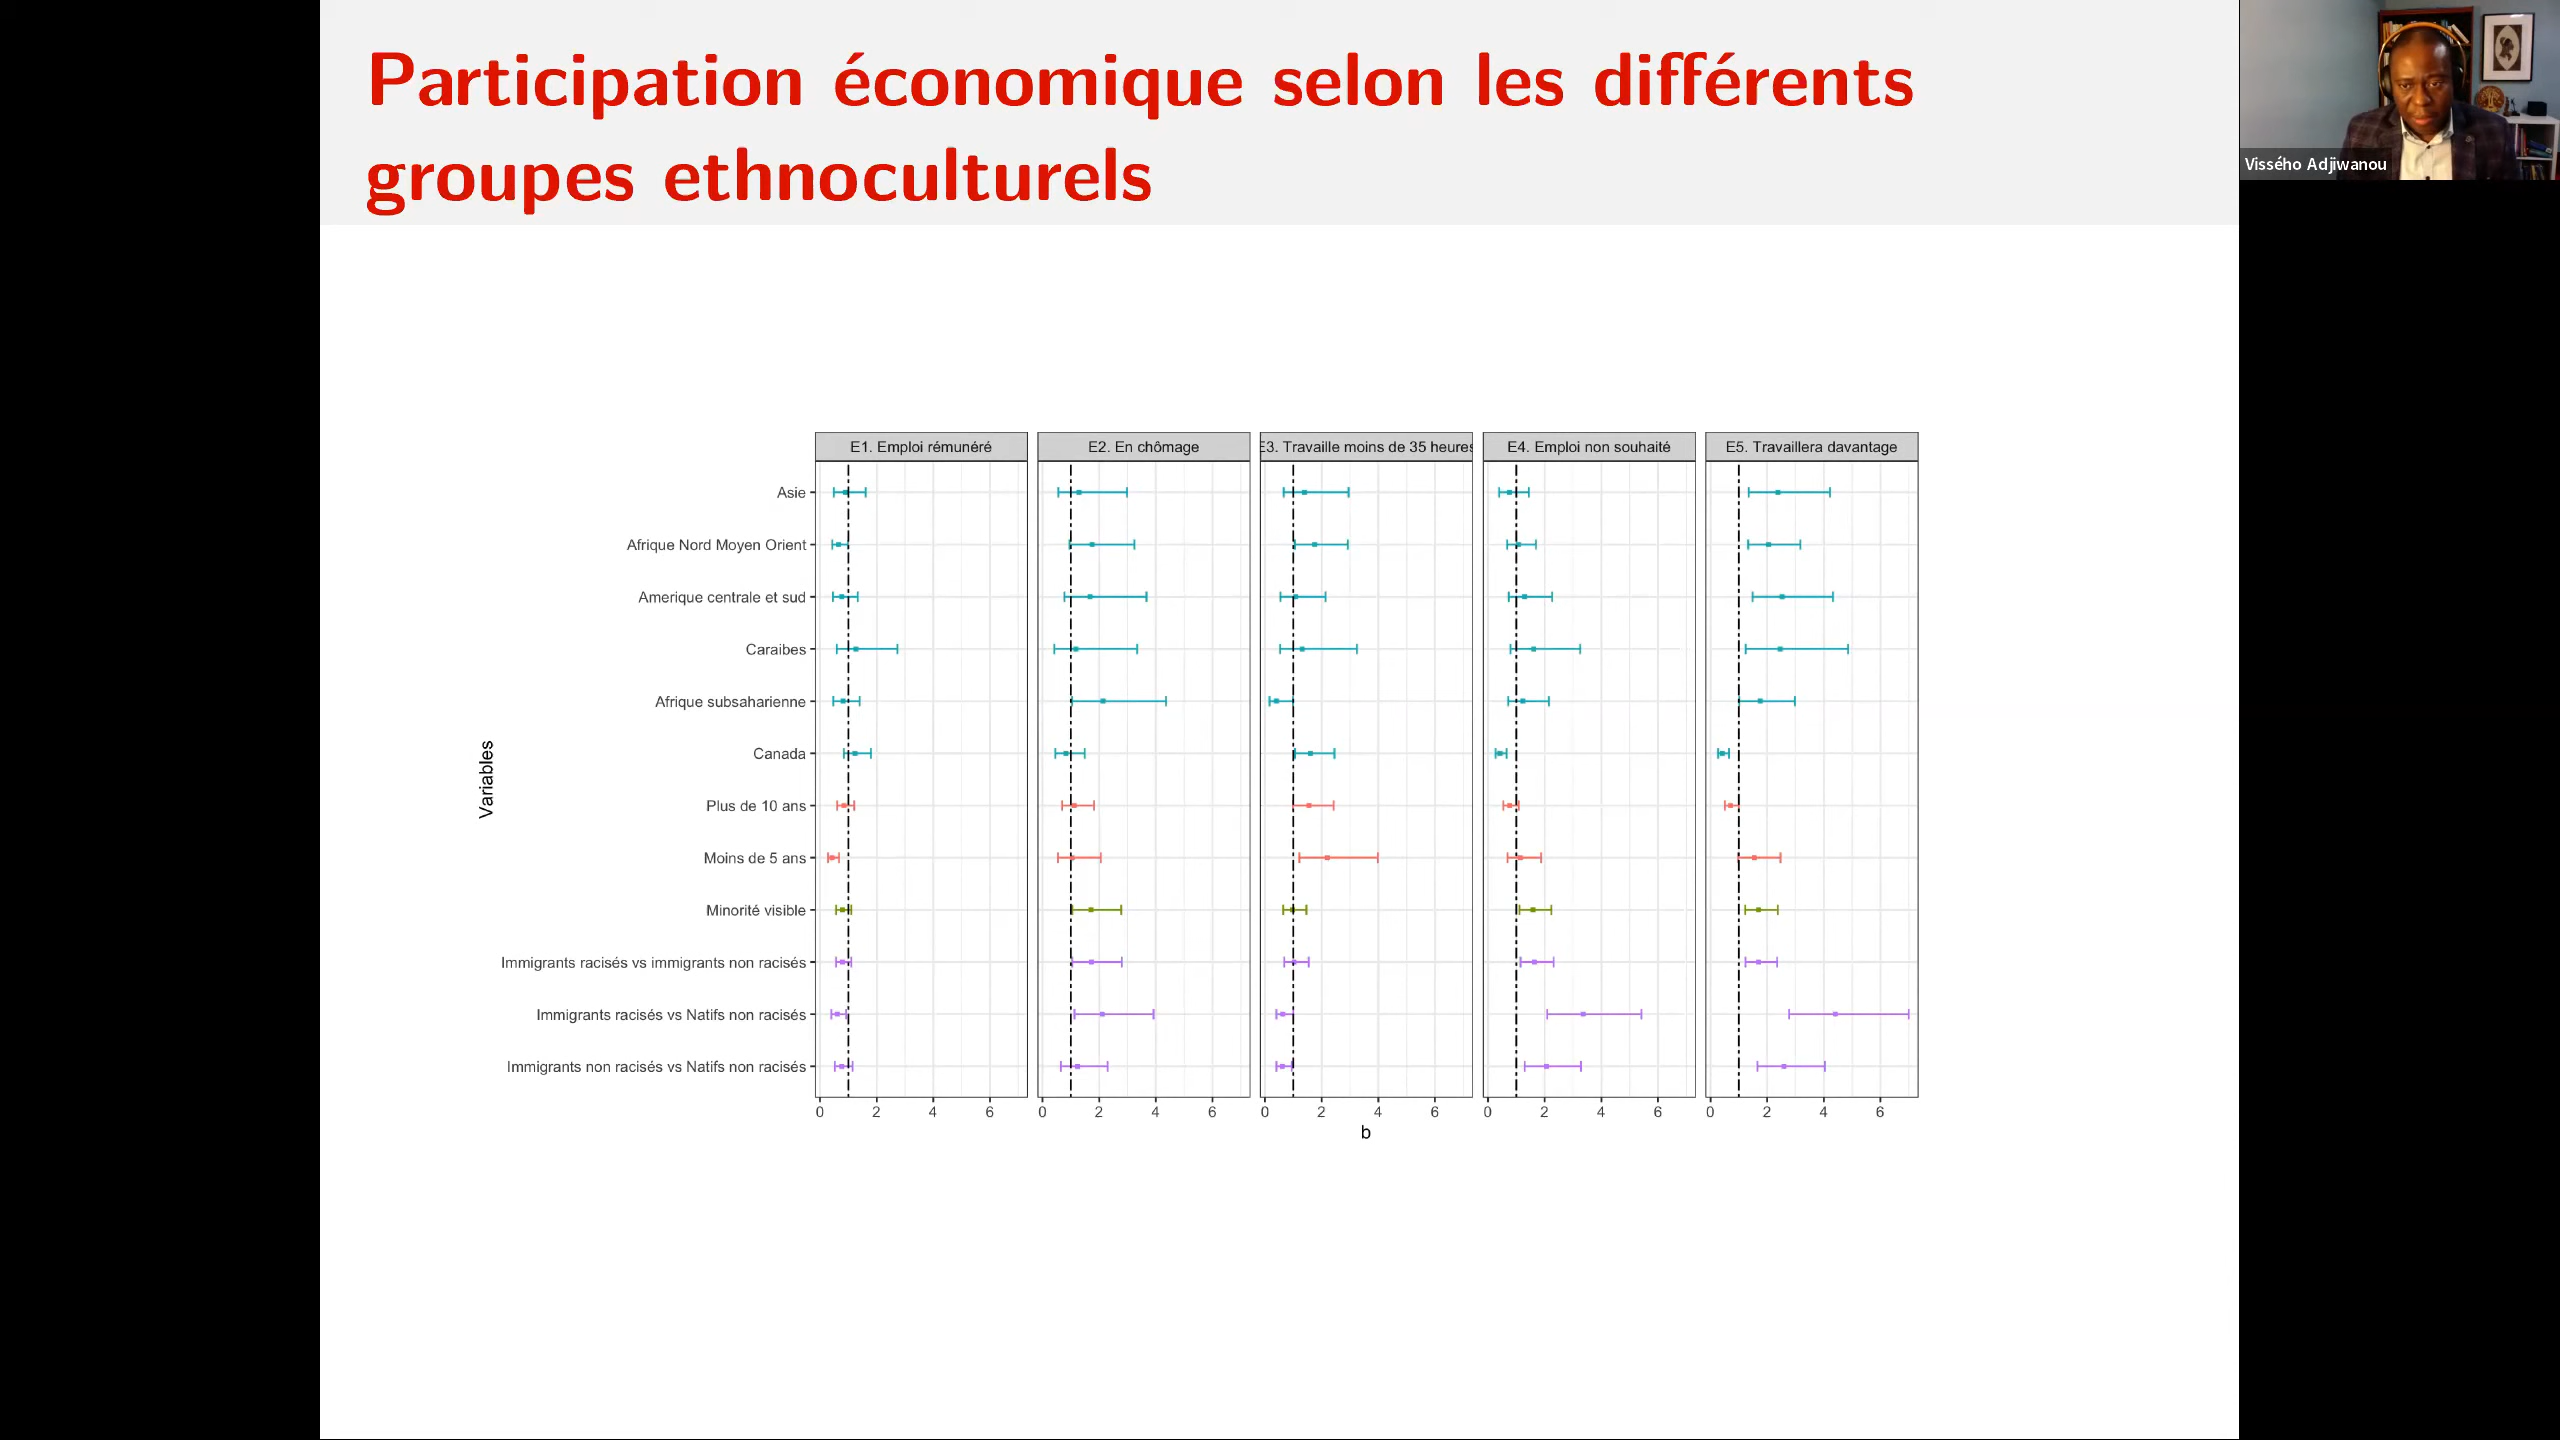 Participation économique selon les différents
groupes ethnoculturels
Vissého Adjiwanou
E1. Emploi rémunéré
E2. En chômage
E3. Travaille moins de 35 heures
E4. Emploi non souhaité
E5. Travaillera davantage
Asie
Afrique Nord Moyen Orient
Amerique centrale et sud
Caraibes
Afrique subsaharienne
Canada
Plus de 10 ans
Moins de 5 ans
Minorité visible
Immigrants racisés vs immigrants non racisés
Immigrants racisés vs Natifs non racisés
Immigrants non racisés vs Natifs non racisés
Variables
0 2 4 6
0 2 4 6
0 2 4 6
0 2 4 6
0 2 4 6
b